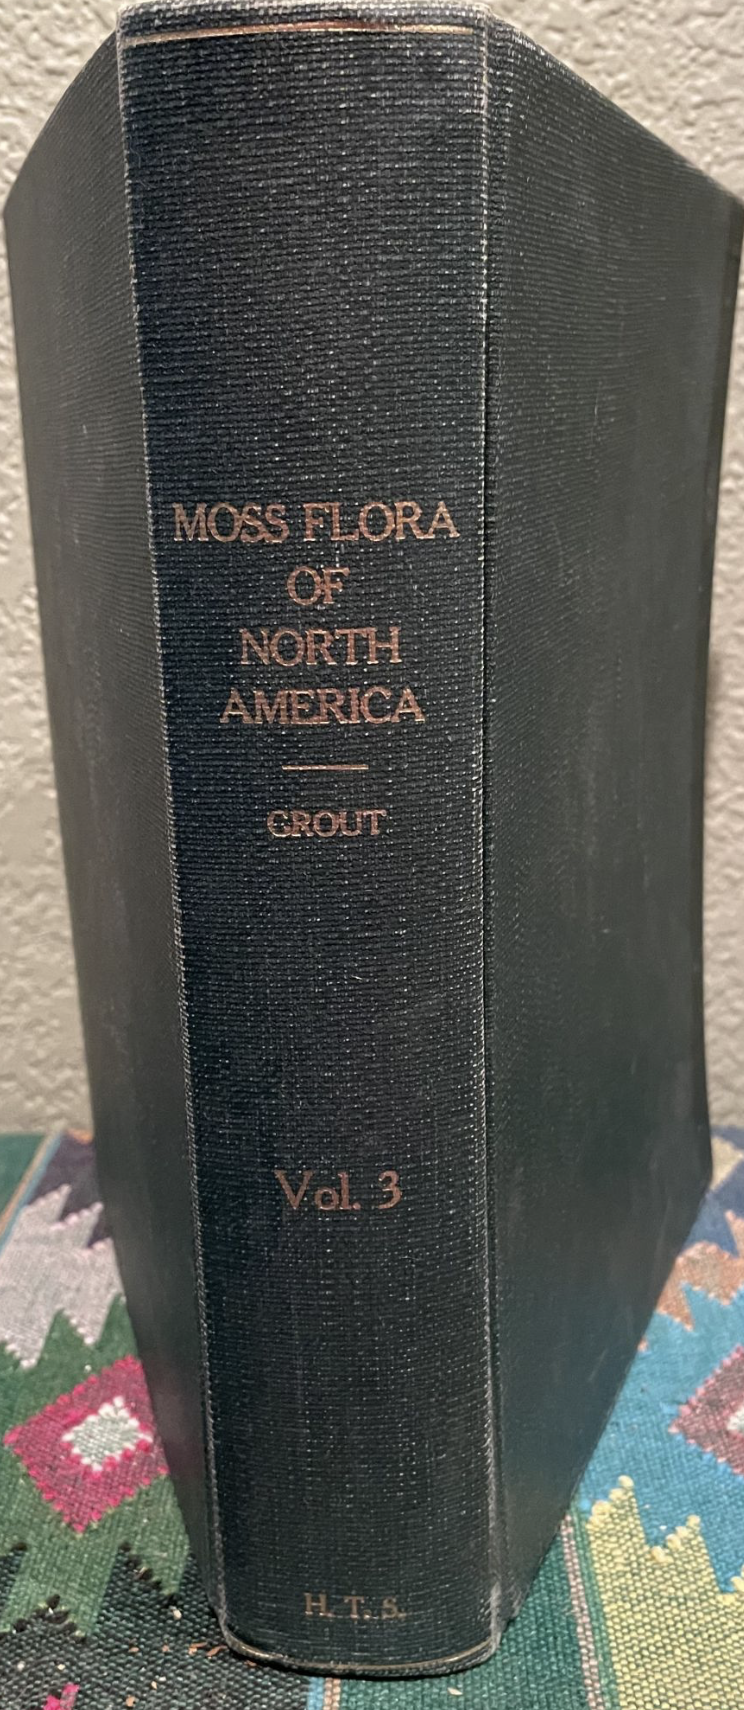 MOSS FLORA
OF
NORTH
AMERICA
GROUT
Vol. 3
H. T. S.